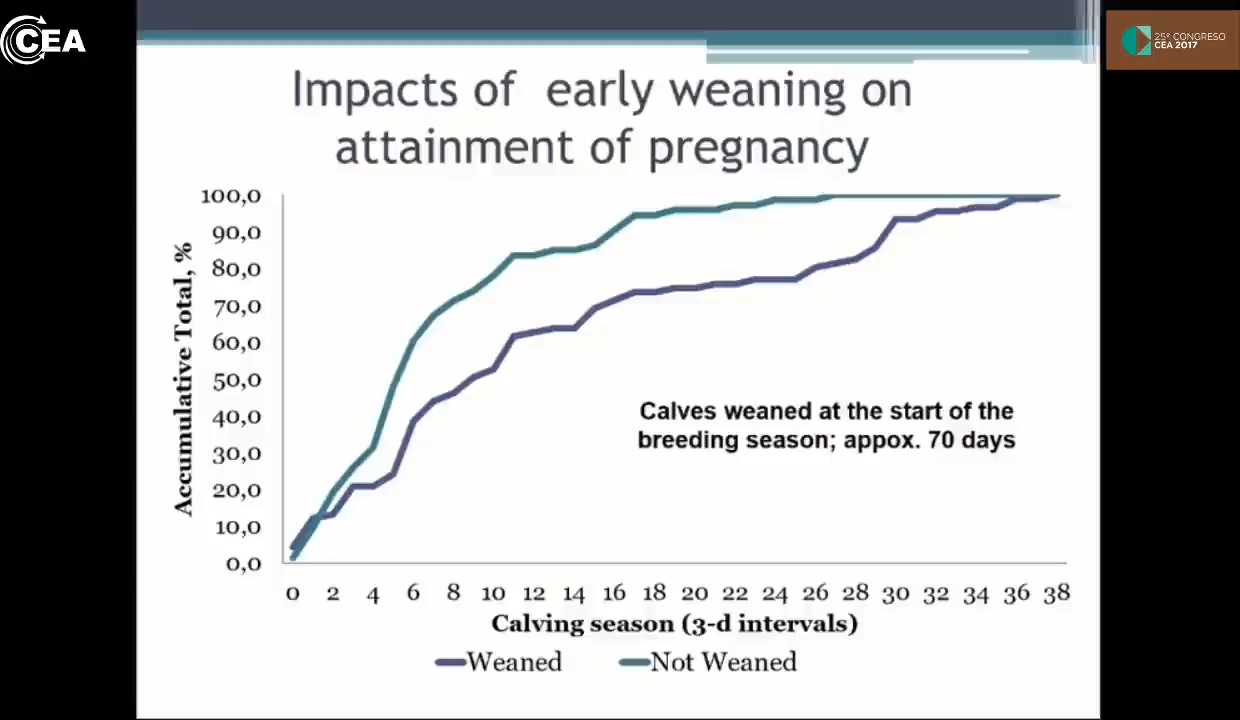 CEA
25º CONGRESO
CEA 2017
Impacts of early weaning on
attainment of pregnancy
Accumulative Total, %
100,0
90,0
80,0
70,0
60,0
50,0
40,0
30,0
20,0
10,0
0,0
Calves weaned at the start of the
breeding season; appox. 70 days
0 2 4 6 8 10 12 14 16 18 20 22 24 26 28 30 32 34 36 38
Calving season (3-d intervals)
Weaned Not Weaned